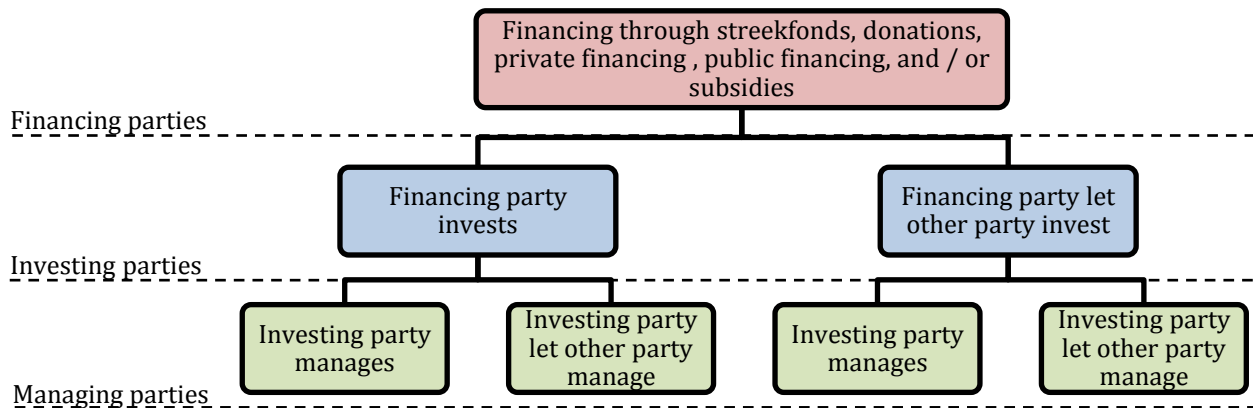 Financing through streekfonds, donations,
private financing , public financing, and / or
subsidies
Financing parties
Financing party
invests
Financing party let
other party invest
Investing parties
Investing party
manages
Investing party
let other party
manage
Investing party
manages
Investing party
let other party
manage
Managing parties